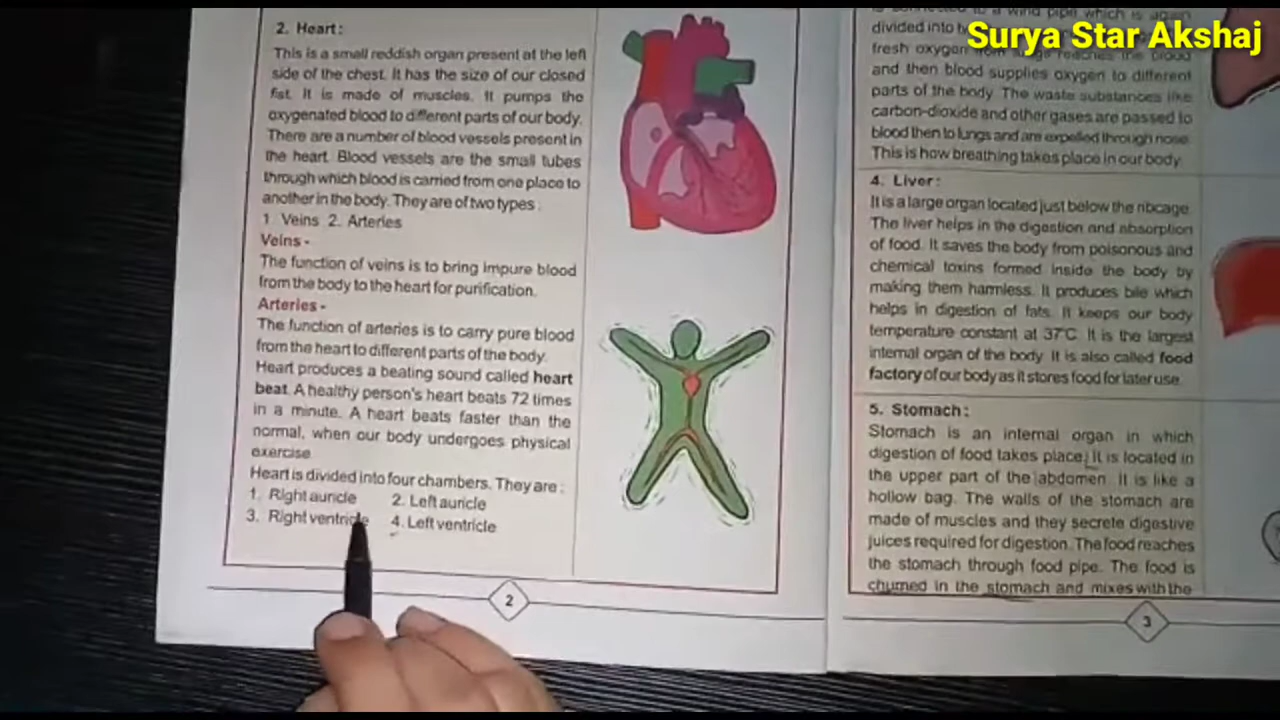 Surya Star Akshaj
2. Heart:
This is a small reddish organ present at the left
side of the chest. It has the size of our closed
fist. It is made of muscles. It pumps the
oxygenated blood to different parts of our body.
There are a number of blood vessels present in
the heart. Blood vessels are the small tubes
through which blood is carried from one place to
another in the body. They are of two types :
1 Veins 2. Arteries
Veins -
The function of veins is to bring impure blood
from the body to the heart for purification.
Arteries -
The function of arteries is to carry pure blood
from the heart to different parts of the body.
Heart produces a beating sound called heart
beat. A healthy person's heart beats 72 times
in a minute. A heart beats faster than the
normal, when our body undergoes physical
exercise
Heart is divided into four chambers. They are :
1. Right auricle 2. Left auricle
3. Right ventricle 4. Left ventricle
2
is connected to a wind pipe which is again
divided into
fresh oxygen from lungs reaches the blood
and then blood supplies oxygen to different
parts of the body. The waste substances like
carbon-dioxide and other gases are passed to
blood then to lungs and are expelled through nose.
This is how breathing takes place in our body.
4. Liver:
It is a large organ located just below the ribcage.
The liver helps in the digestion and absorption
of food. It saves the body from poisonous and
chemical toxins formed inside the body by
making them harmless. It produces bile which
helps in digestion of fats. It keeps our body
temperature constant at 37°C. It is the largest
internal organ of the body. It is also called food
factory of our body as it stores food for later use.
5. Stomach:
Stomach is an internal organ in which
digestion of food takes place. It is located in
the upper part of the abdomen. It is like a
hollow bag. The walls of the stomach are
made of muscles and they secrete digestive
juices required for digestion. The food reaches
the stomach through food pipe. The food is
churned in the stomach and mixes with the
3